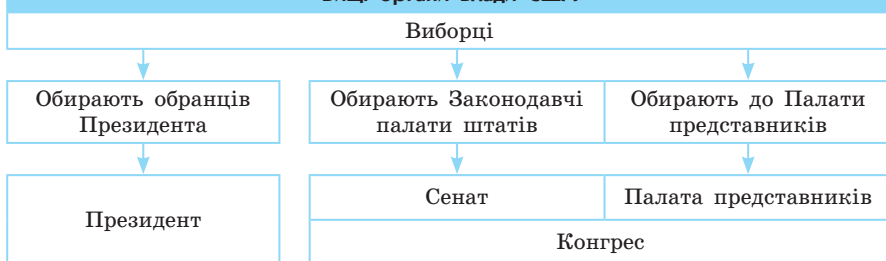 Виборці
Обирають обранців
Президента
Обирають Законодавчі
палати штатів
Обирають до Палати
представників
Президент
Сенат
Палата представників
Конгрес